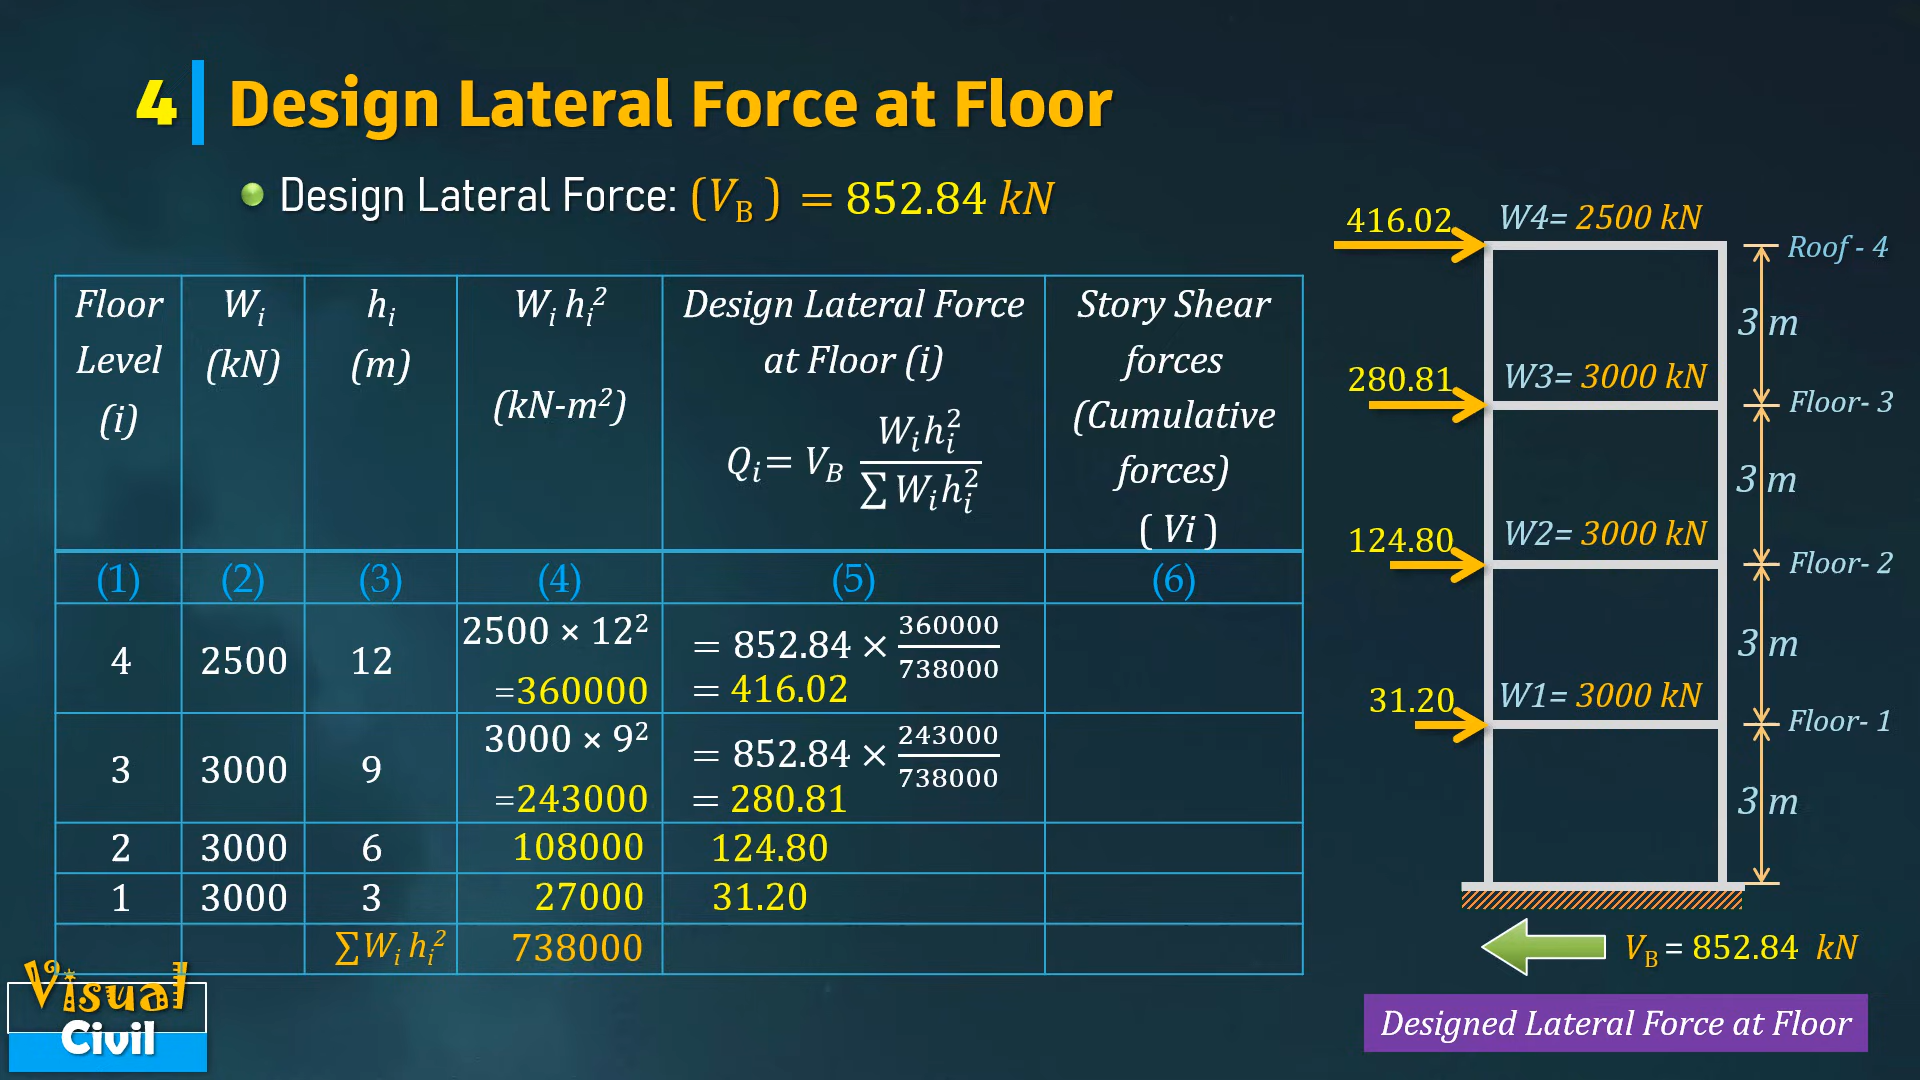 4 Design Lateral Force at Floor
Design Lateral Force: (V_B) = 852.84 kN
Floor Level (i) | W_i (kN) | h_i (m) | W_i h_i² (kN-m²) | Design Lateral Force at Floor (i) Q_i= V_B W_i h_i² / ∑ W_i h_i² | Story Shear forces (Cumulative forces) ( Vi )
(1) | (2) | (3) | (4) | (5) | (6)
4 | 2500 | 12 | 2500 × 12² =360000 | = 852.84 × 360000/738000 = 416.02
3 | 3000 | 9 | 3000 × 9² =243000 | = 852.84 × 243000/738000 = 280.81
2 | 3000 | 6 | 108000 | 124.80
1 | 3000 | 3 | 27000 | 31.20
∑W_i h_i² | 738000
416.02 W4= 2500 kN Roof - 4
3 m
280.81 W3= 3000 kN Floor- 3
3 m
124.80 W2= 3000 kN Floor- 2
3 m
31.20 W1= 3000 kN Floor- 1
3 m
V_B = 852.84 kN
Designed Lateral Force at Floor
Visual
Civil